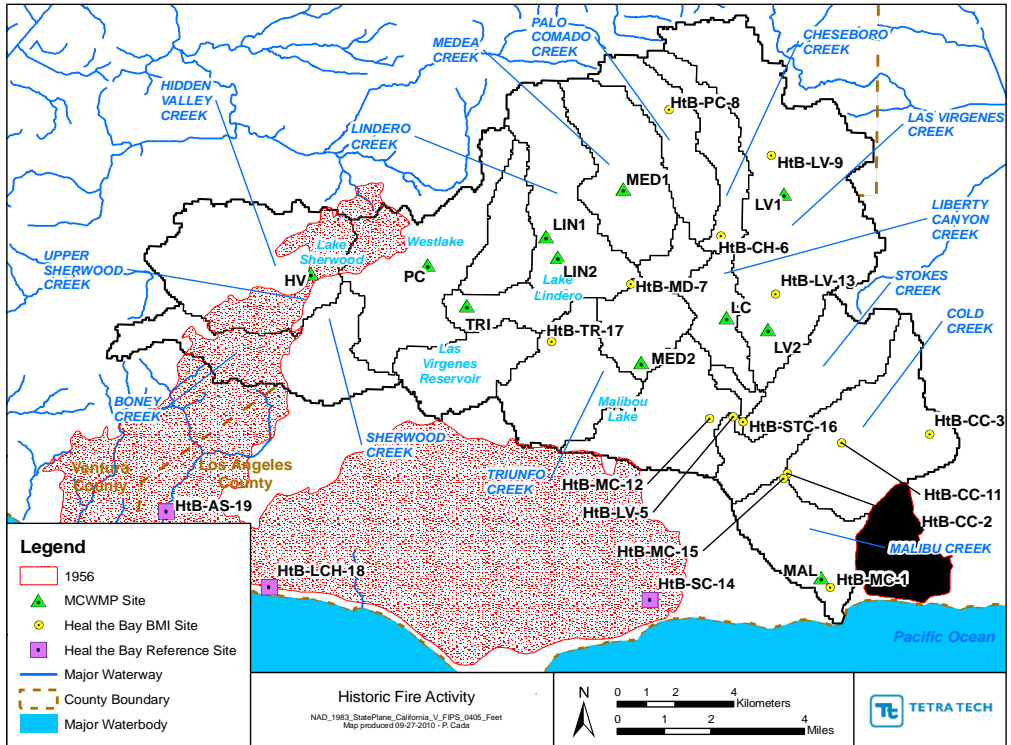 PALO
COMADO
CREEK
MEDEA
CREEK
CHESEBORO
CREEK
HIDDEN
VALLEY
CREEK
LINDERO
CREEK
LAS VIRGENES
CREEK
HtB-PC-8
HtB-LV-9
MED1
LV1
LIBERTY
CANYON
CREEK
LIN1
HtB-CH-6
Lake
Sherwood
Westlake
UPPER
SHERWOOD
CREEK
HV
PC
LIN2
Lake
Lindero
HtB-MD-7
HtB-LV-13
STOKES
CREEK
TRI
HtB-TR-17
LC
LV2
COLD
CREEK
Las
Virgenes
Reservoir
MED2
BONEY
CREEK
Malibou
Lake
SHERWOOD
CREEK
HtB-STC-16
HtB-CC-3
Ventura
County
Los Angeles
County
TRIUNFO
CREEK
HtB-MC-12
HtB-CC-11
HtB-AS-19
HtB-LV-5
HtB-CC-2
HtB-MC-15
MALIBU CREEK
HtB-LCH-18
HtB-SC-14
MAL
HtB-MC-1
Pacific Ocean
Legend
1956
MCWMP Site
Heal the Bay BMI Site
Heal the Bay Reference Site
Major Waterway
County Boundary
Major Waterbody
Historic Fire Activity
NAD_1983_StatePlane_California_V_FIPS_0405_Feet
Map produced 09-27-2010 - P. Cada
N
0 1 2 4
Kilometers
0 1 2 4
Miles
Tt TETRA TECH